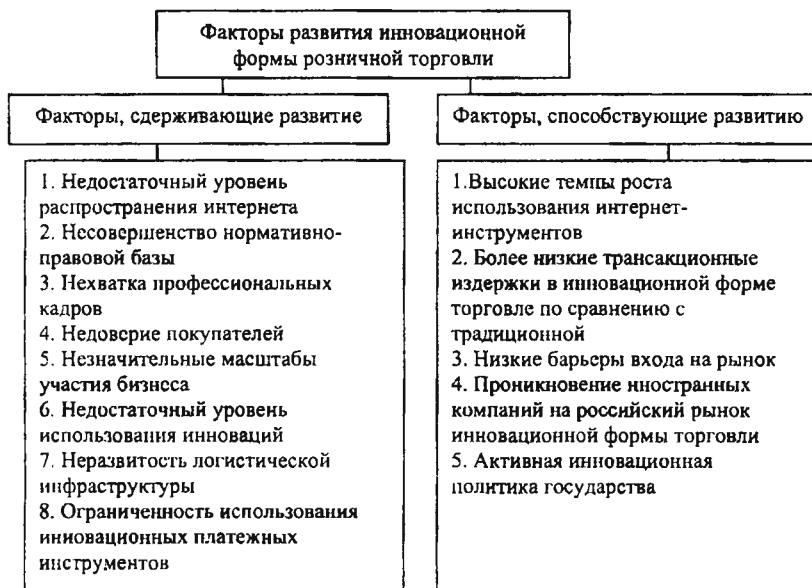 Факторы развития инновационной
формы розничной торговли
Факторы, сдерживающие развитие
1. Недостаточный уровень
распространения интернета
2. Несовершенство нормативно-
правовой базы
3. Нехватка профессиональных
кадров
4. Недоверие покупателей
5. Незначительные масштабы
участия бизнеса
6. Недостаточный уровень
использования инноваций
7. Неразвитость логистической
инфраструктуры
8. Ограниченность использования
инновационных платежных
инструментов
Факторы, способствующие развитию
1.Высокие темпы роста
использования интернет-
инструментов
2. Более низкие трансакционные
издержки в инновационной форме
торговле по сравнению с
традиционной
3. Низкие барьеры входа на рынок
4. Проникновение иностранных
компаний на российский рынок
инновационной формы торговли
5. Активная инновационная
политика государства